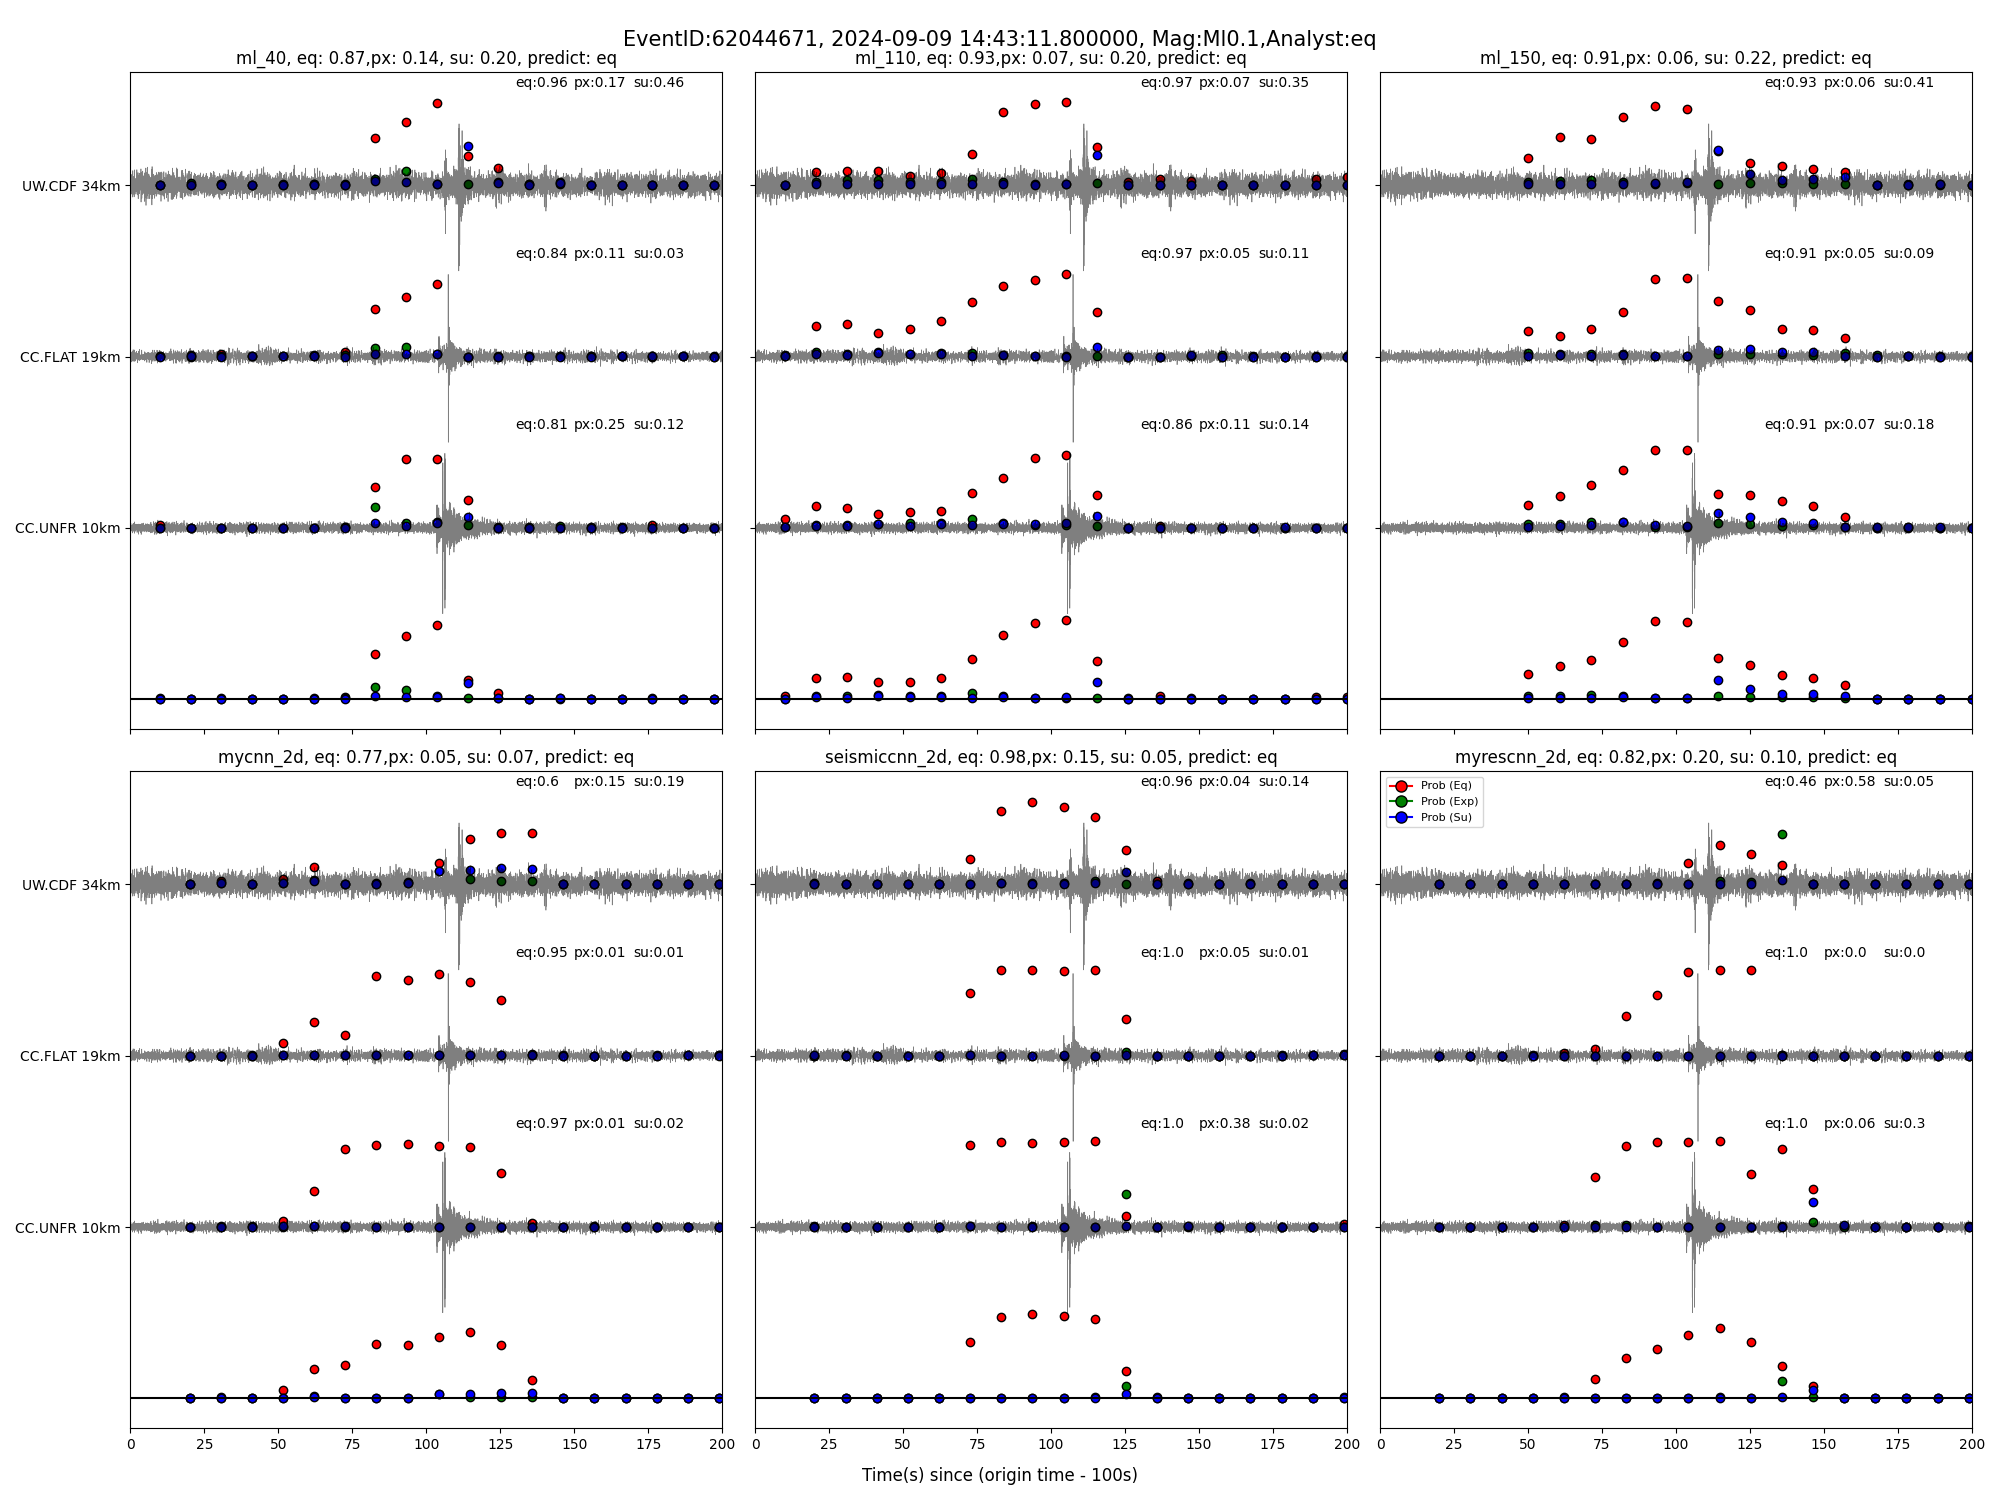 EventID:62044671, 2024-09-09 14:43:11.800000, Mag:Ml0.1,Analyst:eq
ml_40, eq: 0.87,px: 0.14, su: 0.20, predict: eq
eq:0.96 px:0.17 su:0.46
UW.CDF 34km
eq:0.84 px:0.11 su:0.03
CC.FLAT 19km
eq:0.81 px:0.25 su:0.12
CC.UNFR 10km
ml_110, eq: 0.93,px: 0.07, su: 0.20, predict: eq
eq:0.97 px:0.07 su:0.35
eq:0.97 px:0.05 su:0.11
eq:0.86 px:0.11 su:0.14
ml_150, eq: 0.91,px: 0.06, su: 0.22, predict: eq
eq:0.93 px:0.06 su:0.41
eq:0.91 px:0.05 su:0.09
eq:0.91 px:0.07 su:0.18
mycnn_2d, eq: 0.77,px: 0.05, su: 0.07, predict: eq
eq:0.6 px:0.15 su:0.19
UW.CDF 34km
eq:0.95 px:0.01 su:0.01
CC.FLAT 19km
eq:0.97 px:0.01 su:0.02
CC.UNFR 10km
0 25 50 75 100 125 150 175 200
seismiccnn_2d, eq: 0.98,px: 0.15, su: 0.05, predict: eq
eq:0.96 px:0.04 su:0.14
eq:1.0 px:0.05 su:0.01
eq:1.0 px:0.38 su:0.02
0 25 50 75 100 125 150 175 200
myrescnn_2d, eq: 0.82,px: 0.20, su: 0.10, predict: eq
Prob (Eq)
Prob (Exp)
Prob (Su)
eq:0.46 px:0.58 su:0.05
eq:1.0 px:0.0 su:0.0
eq:1.0 px:0.06 su:0.3
0 25 50 75 100 125 150 175 200
Time(s) since (origin time - 100s)